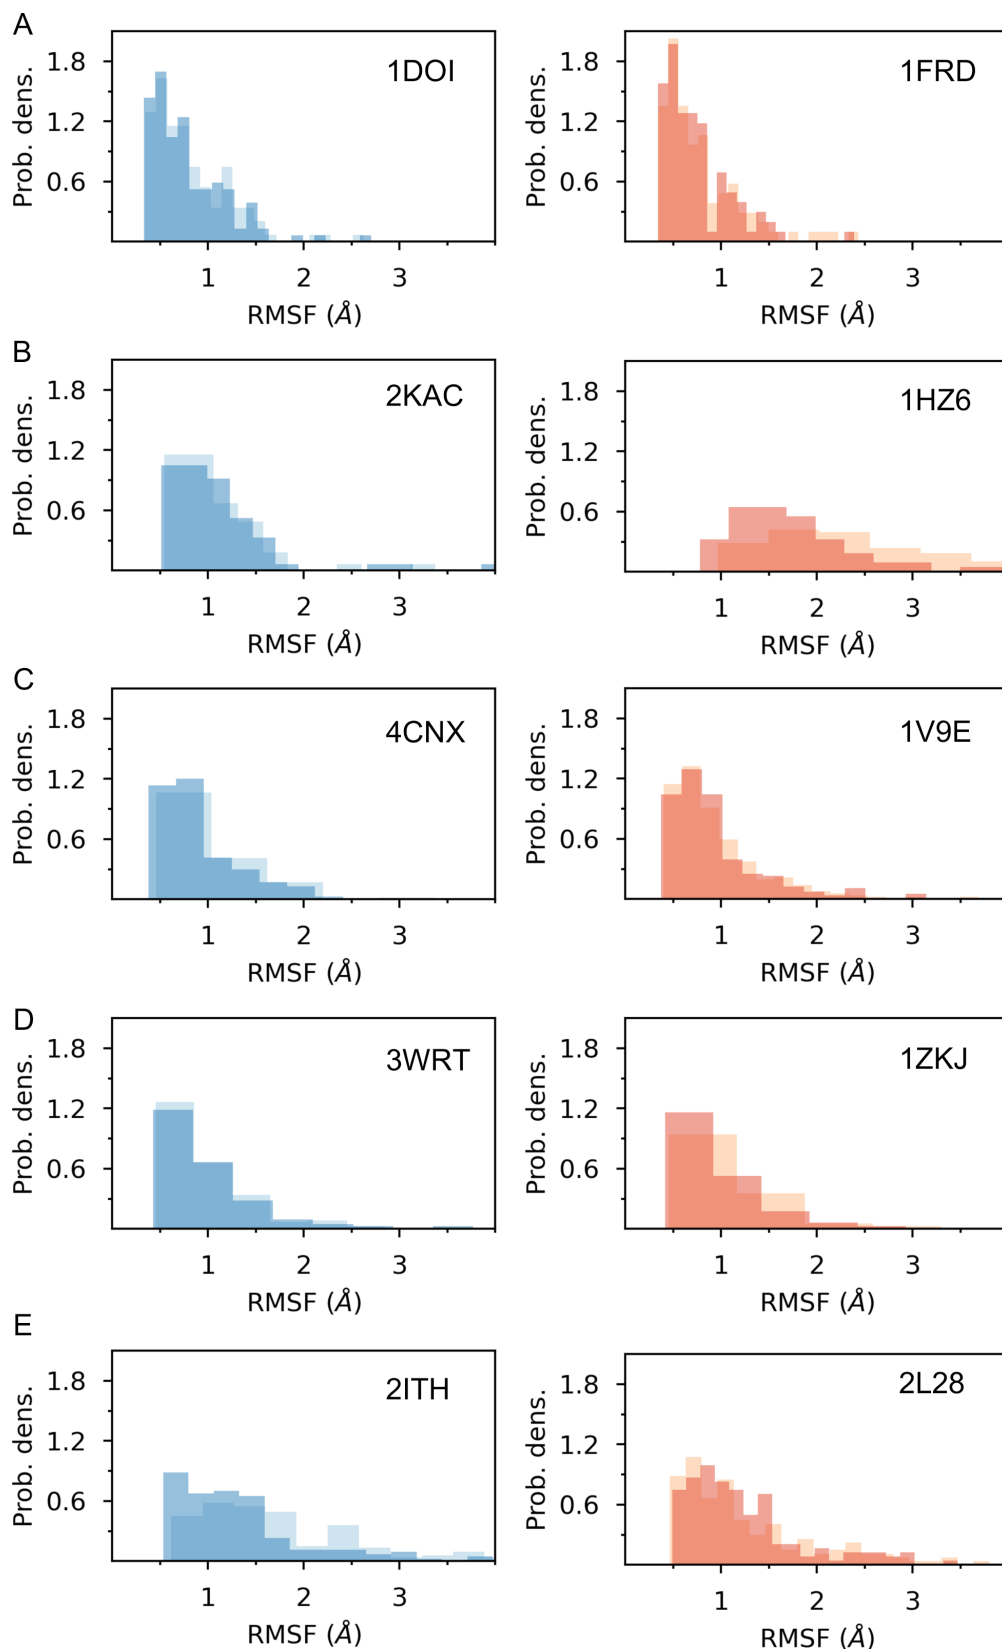 A
Prob. dens.
1.8
1.2
0.6
1DOI
1 2 3
RMSF (Å)
Prob. dens.
1.8
1.2
0.6
1FRD
1 2 3
RMSF (Å)
B
Prob. dens.
1.8
1.2
0.6
2KAC
1 2 3
RMSF (Å)
Prob. dens.
1.8
1.2
0.6
1HZ6
1 2 3
RMSF (Å)
C
Prob. dens.
1.8
1.2
0.6
4CNX
1 2 3
RMSF (Å)
Prob. dens.
1.8
1.2
0.6
1V9E
1 2 3
RMSF (Å)
D
Prob. dens.
1.8
1.2
0.6
3WRT
1 2 3
RMSF (Å)
Prob. dens.
1.8
1.2
0.6
1ZKJ
1 2 3
RMSF (Å)
E
Prob. dens.
1.8
1.2
0.6
2ITH
1 2 3
RMSF (Å)
Prob. dens.
1.8
1.2
0.6
2L28
1 2 3
RMSF (Å)